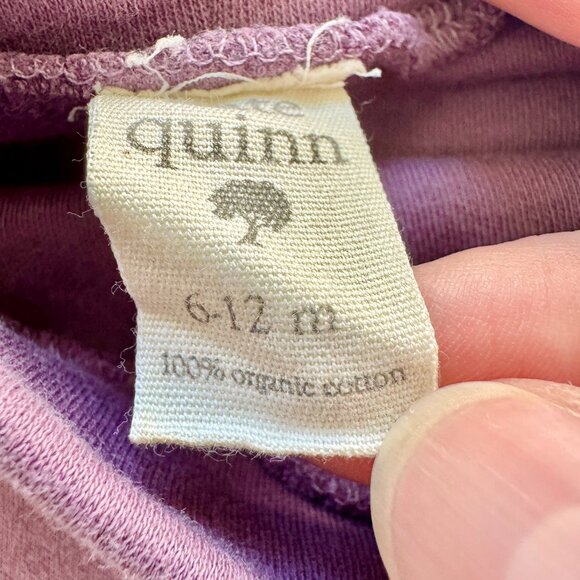 quinn
6-12 m
100% organic cotton